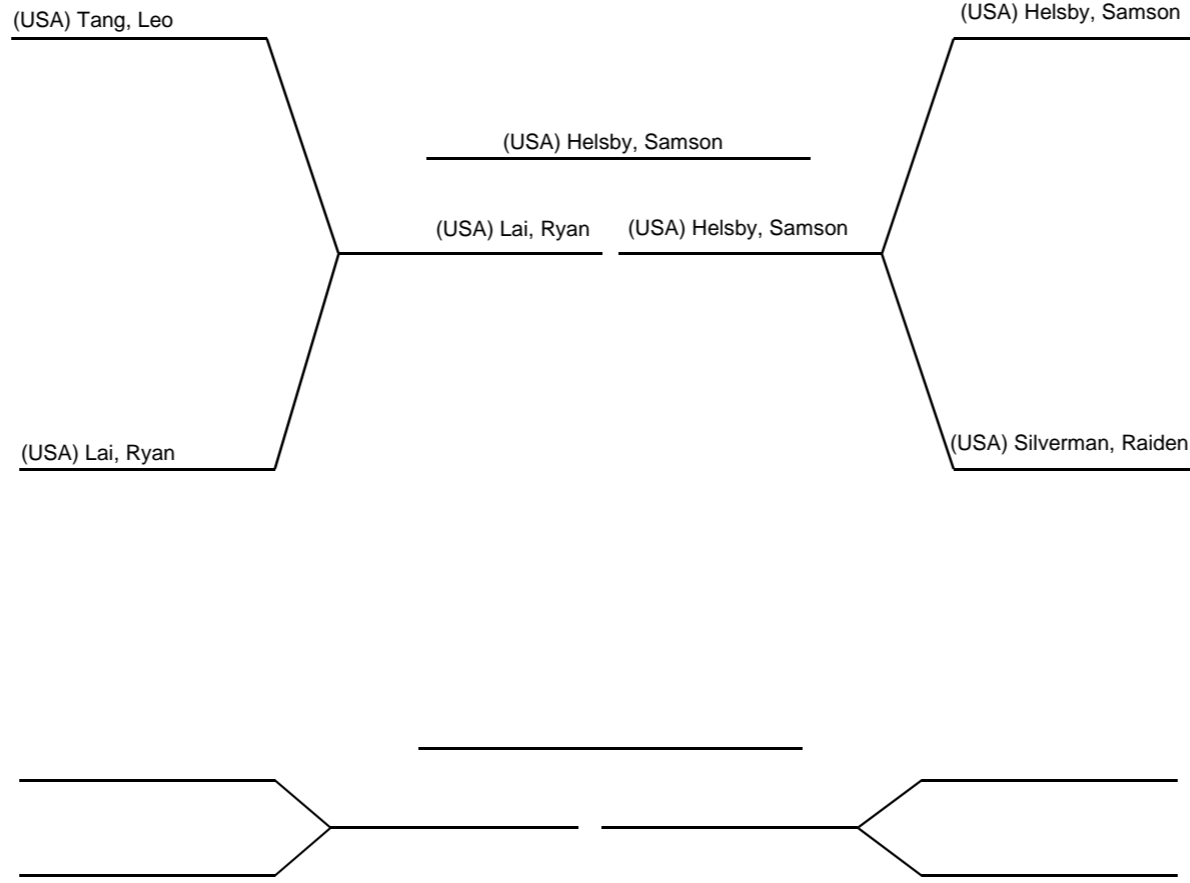 (USA) Tang, Leo
(USA) Helsby, Samson
(USA) Helsby, Samson
(USA) Lai, Ryan
(USA) Helsby, Samson
(USA) Lai, Ryan
(USA) Silverman, Raiden